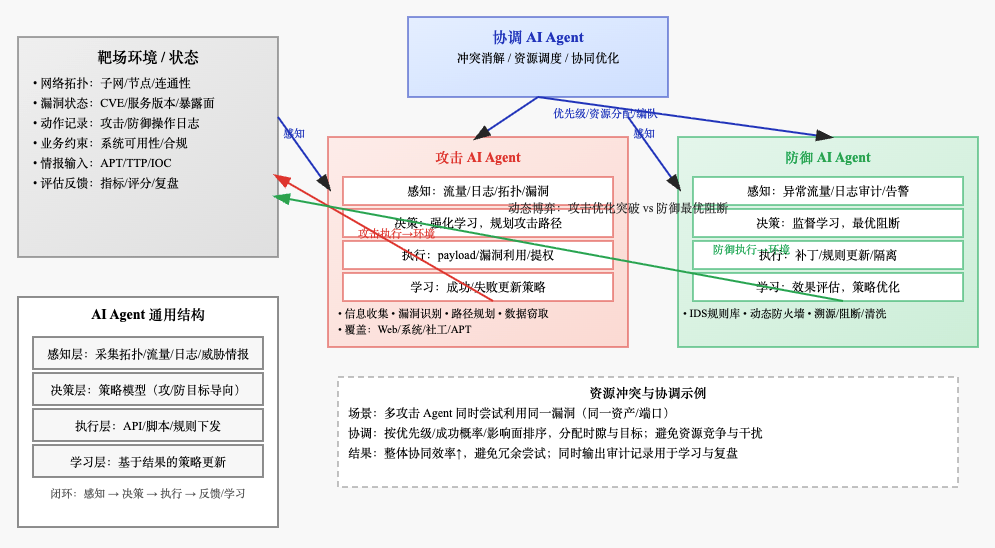 协调 AI Agent
冲突消解 / 资源调度 / 协同优化
靶场环境 / 状态
• 网络拓扑：子网/节点/连通性
• 漏洞状态：CVE/服务版本/暴露面
• 动作记录：攻击/防御操作日志
• 业务约束：系统可用性/合规
• 情报输入：APT/TTP/IOC
• 评估反馈：指标/评分/复盘
优先级/资源分配/编队
感知
感知
攻击 AI Agent
感知：流量/日志/拓扑/漏洞
决策：强化学习，规划攻击路径
执行：payload/漏洞利用/提权
学习：成功/失败更新策略
• 信息收集 • 漏洞识别 • 路径规划 • 数据窃取
• 覆盖：Web/系统/社工/APT
动态博弈：攻击优化突破 vs 防御最优阻断
攻击执行→环境
防御 AI Agent
感知：异常流量/日志审计/告警
决策：监督学习，最优阻断
执行：补丁/规则更新/隔离
学习：效果评估，策略优化
• IDS规则库 • 动态防火墙 • 溯源/阻断/清洗
防御执行→环境
AI Agent 通用结构
感知层：采集拓扑/流量/日志/威胁情报
决策层：策略模型（攻/防目标导向）
执行层：API/脚本/规则下发
学习层：基于结果的策略更新
闭环：感知 → 决策 → 执行 → 反馈/学习
资源冲突与协调示例
场景：多攻击 Agent 同时尝试利用同一漏洞（同一资产/端口）
协调：按优先级/成功概率/影响面排序，分配时隙与目标；避免资源竞争与干扰
结果：整体协同效率↑，避免冗余尝试；同时输出审计记录用于学习与复盘